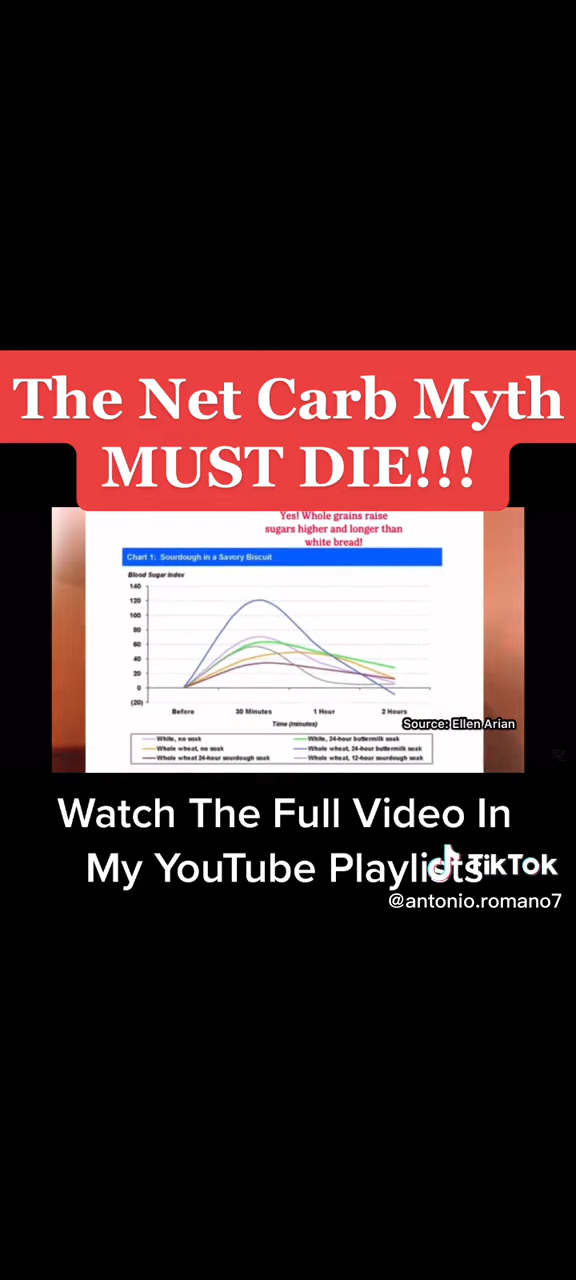 The Net Carb Myth
MUST DIE!!!
Yes! Whole grains raise
sugars higher and longer than
white bread!
Chart 1: Sourdough in a Savory Biscuit
Blood Sugar Index
140
120
100
80
60
40
20
0
(20)
Before 30 Minutes 1 Hour 2 Hours
Time (minutes)
Source: Ellen Arian
White, no soak White, 24-hour buttermilk soak
Whole wheat, no soak Whole wheat, 24-hour buttermilk soak
Whole wheat 24-hour sourdough soak Whole wheat, 12-hour sourdough soak
Watch The Full Video In
My YouTube Playlists
TikTok
@antonio.romano7